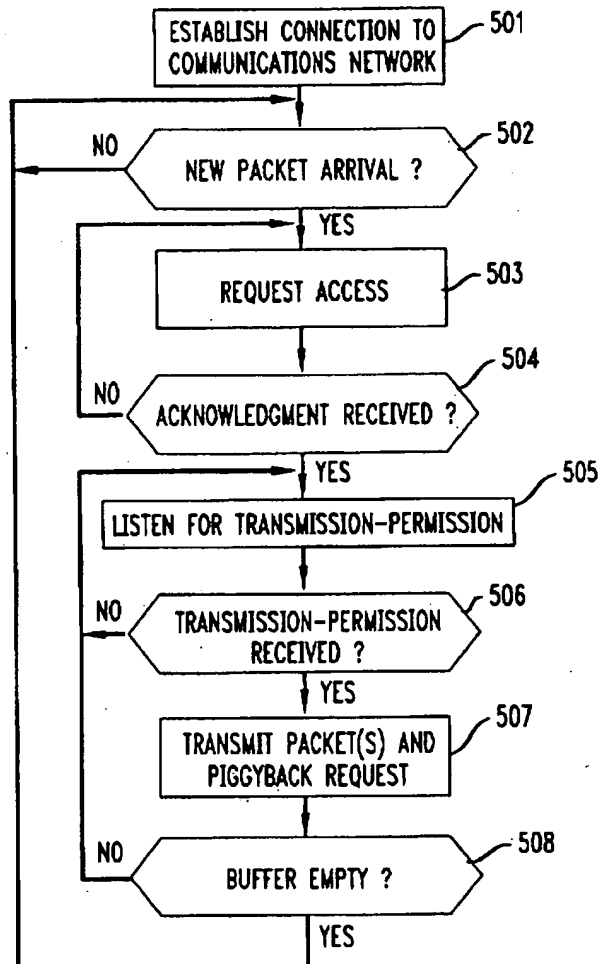 ESTABLISH CONNECTION TO
COMMUNICATIONS NETWORK
501
502
NO
NEW PACKET ARRIVAL ?
YES
REQUEST ACCESS
503
504
NO
ACKNOWLEDGMENT RECEIVED ?
YES
505
LISTEN FOR TRANSMISSION-PERMISSION
506
NO
TRANSMISSION-PERMISSION
RECEIVED ?
YES
507
TRANSMIT PACKET(S) AND
PIGGYBACK REQUEST
508
NO
BUFFER EMPTY ?
YES